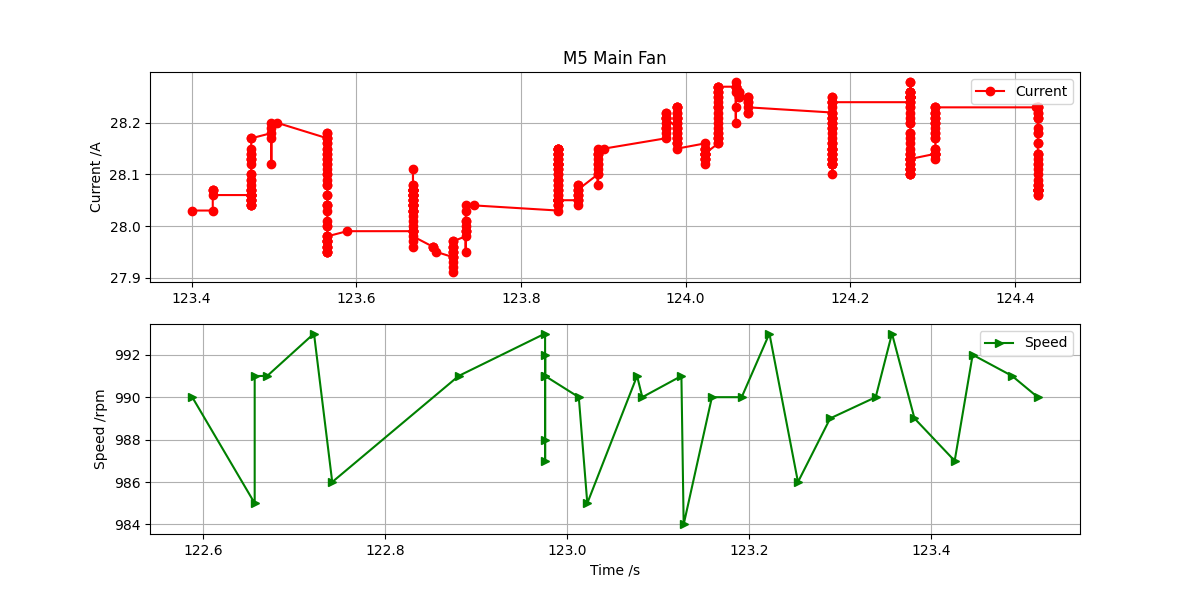 M5 Main Fan
Current /A
28.2
28.1
28.0
27.9
Current
123.4 123.6 123.8 124.0 124.2 124.4
Speed /rpm
992
990
988
986
984
Speed
122.6 122.8 123.0 123.2 123.4
Time /s